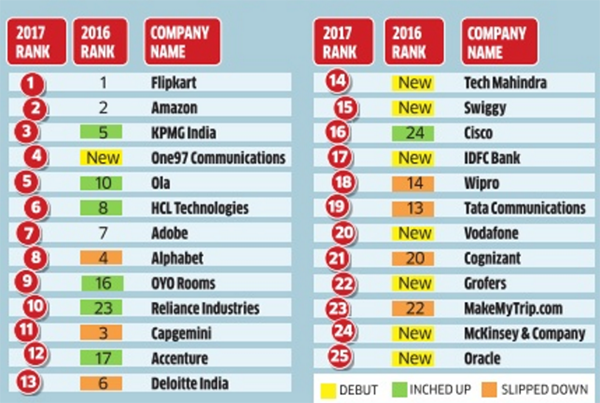 2017 RANK 2016 RANK COMPANY NAME
1 1 Flipkart
2 2 Amazon
3 5 KPMG India
4 New One97 Communications
5 10 Ola
6 8 HCL Technologies
7 7 Adobe
8 4 Alphabet
9 16 OYO Rooms
10 23 Reliance Industries
11 3 Capgemini
12 17 Accenture
13 6 Deloitte India
2017 RANK 2016 RANK COMPANY NAME
14 New Tech Mahindra
15 New Swiggy
16 24 Cisco
17 New IDFC Bank
18 14 Wipro
19 13 Tata Communications
20 New Vodafone
21 20 Cognizant
22 New Grofers
23 22 MakeMyTrip.com
24 New McKinsey & Company
25 New Oracle
DEBUT INCHED UP SLIPPED DOWN